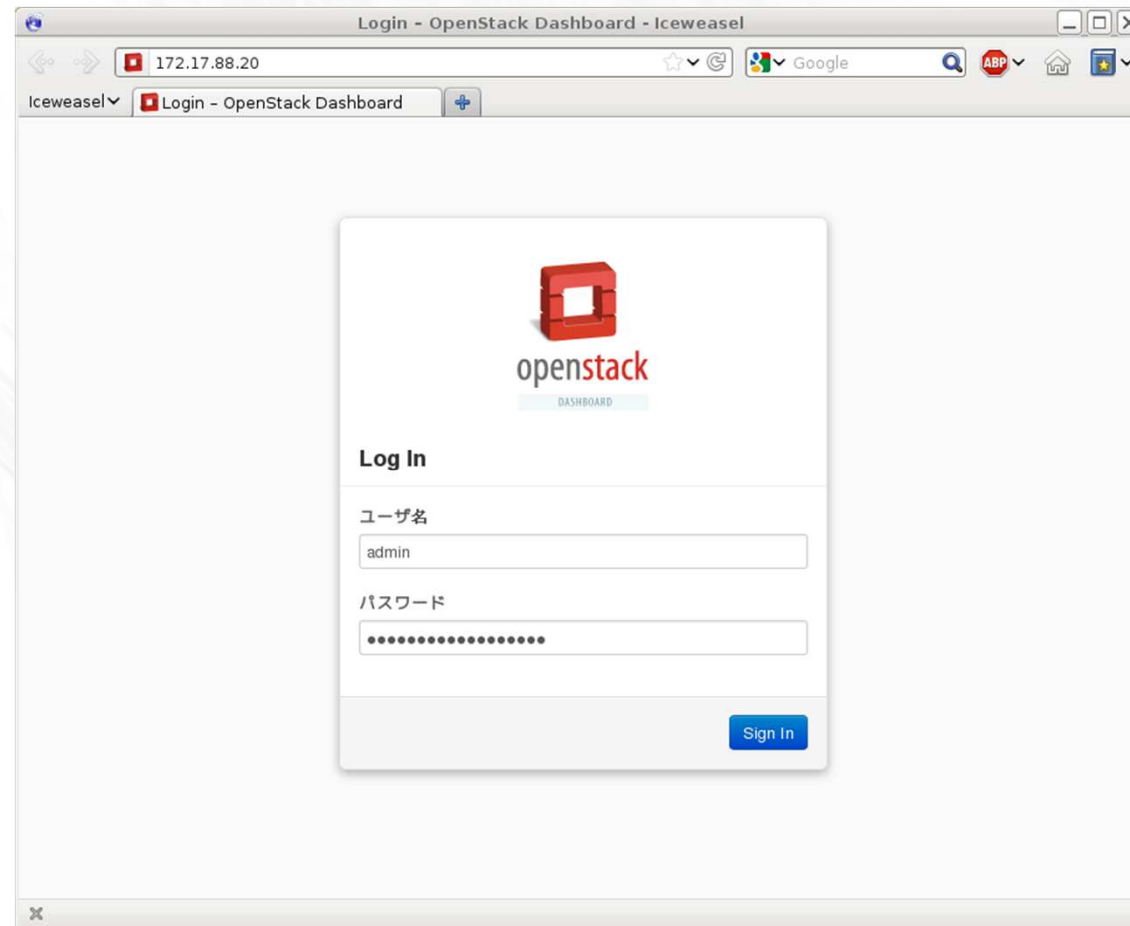 Login - OpenStack Dashboard - Iceweasel
172.17.88.20
Google
ABP
Iceweasel
Login - OpenStack Dashboard
openstack
DASHBOARD
Log In
ユーザ名
admin
パスワード
••••••••••••••••••
Sign In